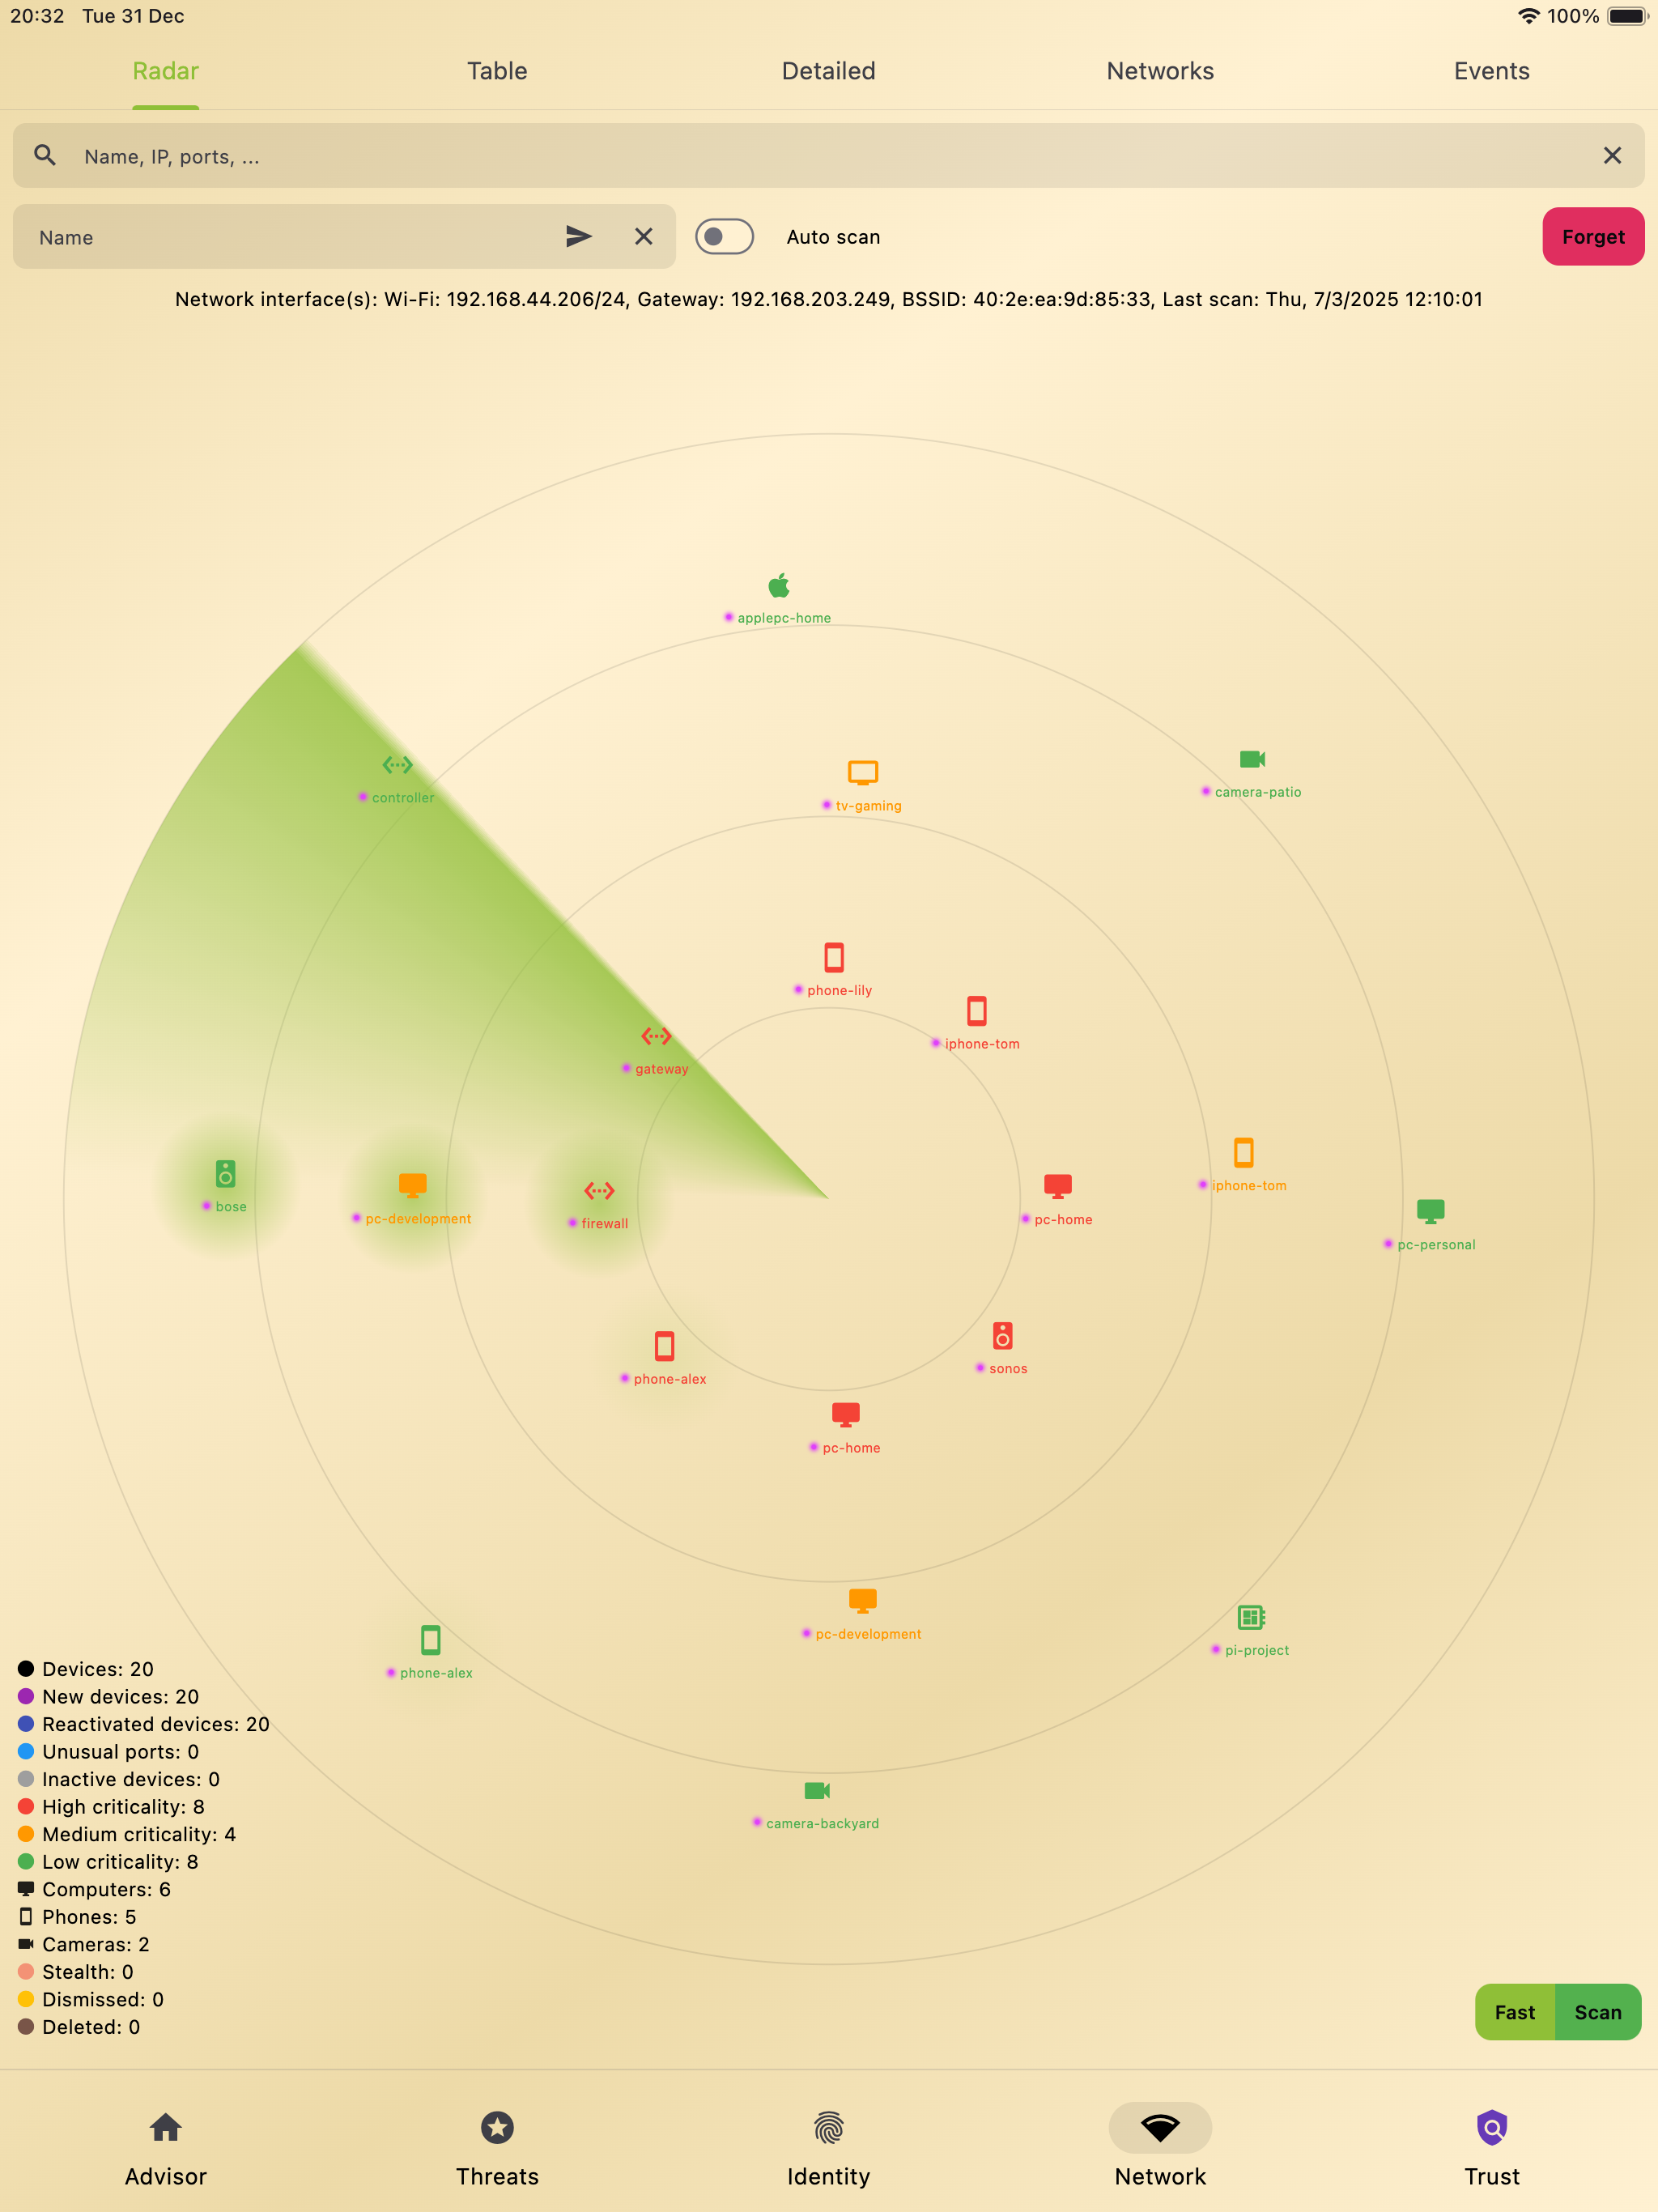 20:32 Tue 31 Dec 100%
Radar Table Detailed Networks Events
Name, IP, ports, ...
Name Auto scan Forget
Network interface(s): Wi-Fi: 192.168.44.206/24, Gateway: 192.168.203.249, BSSID: 40:2e:ea:9d:85:33, Last scan: Thu, 7/3/2025 12:10:01
applepc-home
controller
tv-gaming
camera-patio
phone-lily
iphone-tom
gateway
iphone-tom
bose
pc-development
firewall
pc-home
pc-personal
phone-alex
sonos
pc-home
pc-development
pi-project
phone-alex
camera-backyard
Devices: 20
New devices: 20
Reactivated devices: 20
Unusual ports: 0
Inactive devices: 0
High criticality: 8
Medium criticality: 4
Low criticality: 8
Computers: 6
Phones: 5
Cameras: 2
Stealth: 0
Dismissed: 0
Deleted: 0
Fast Scan
Advisor Threats Identity Network Trust